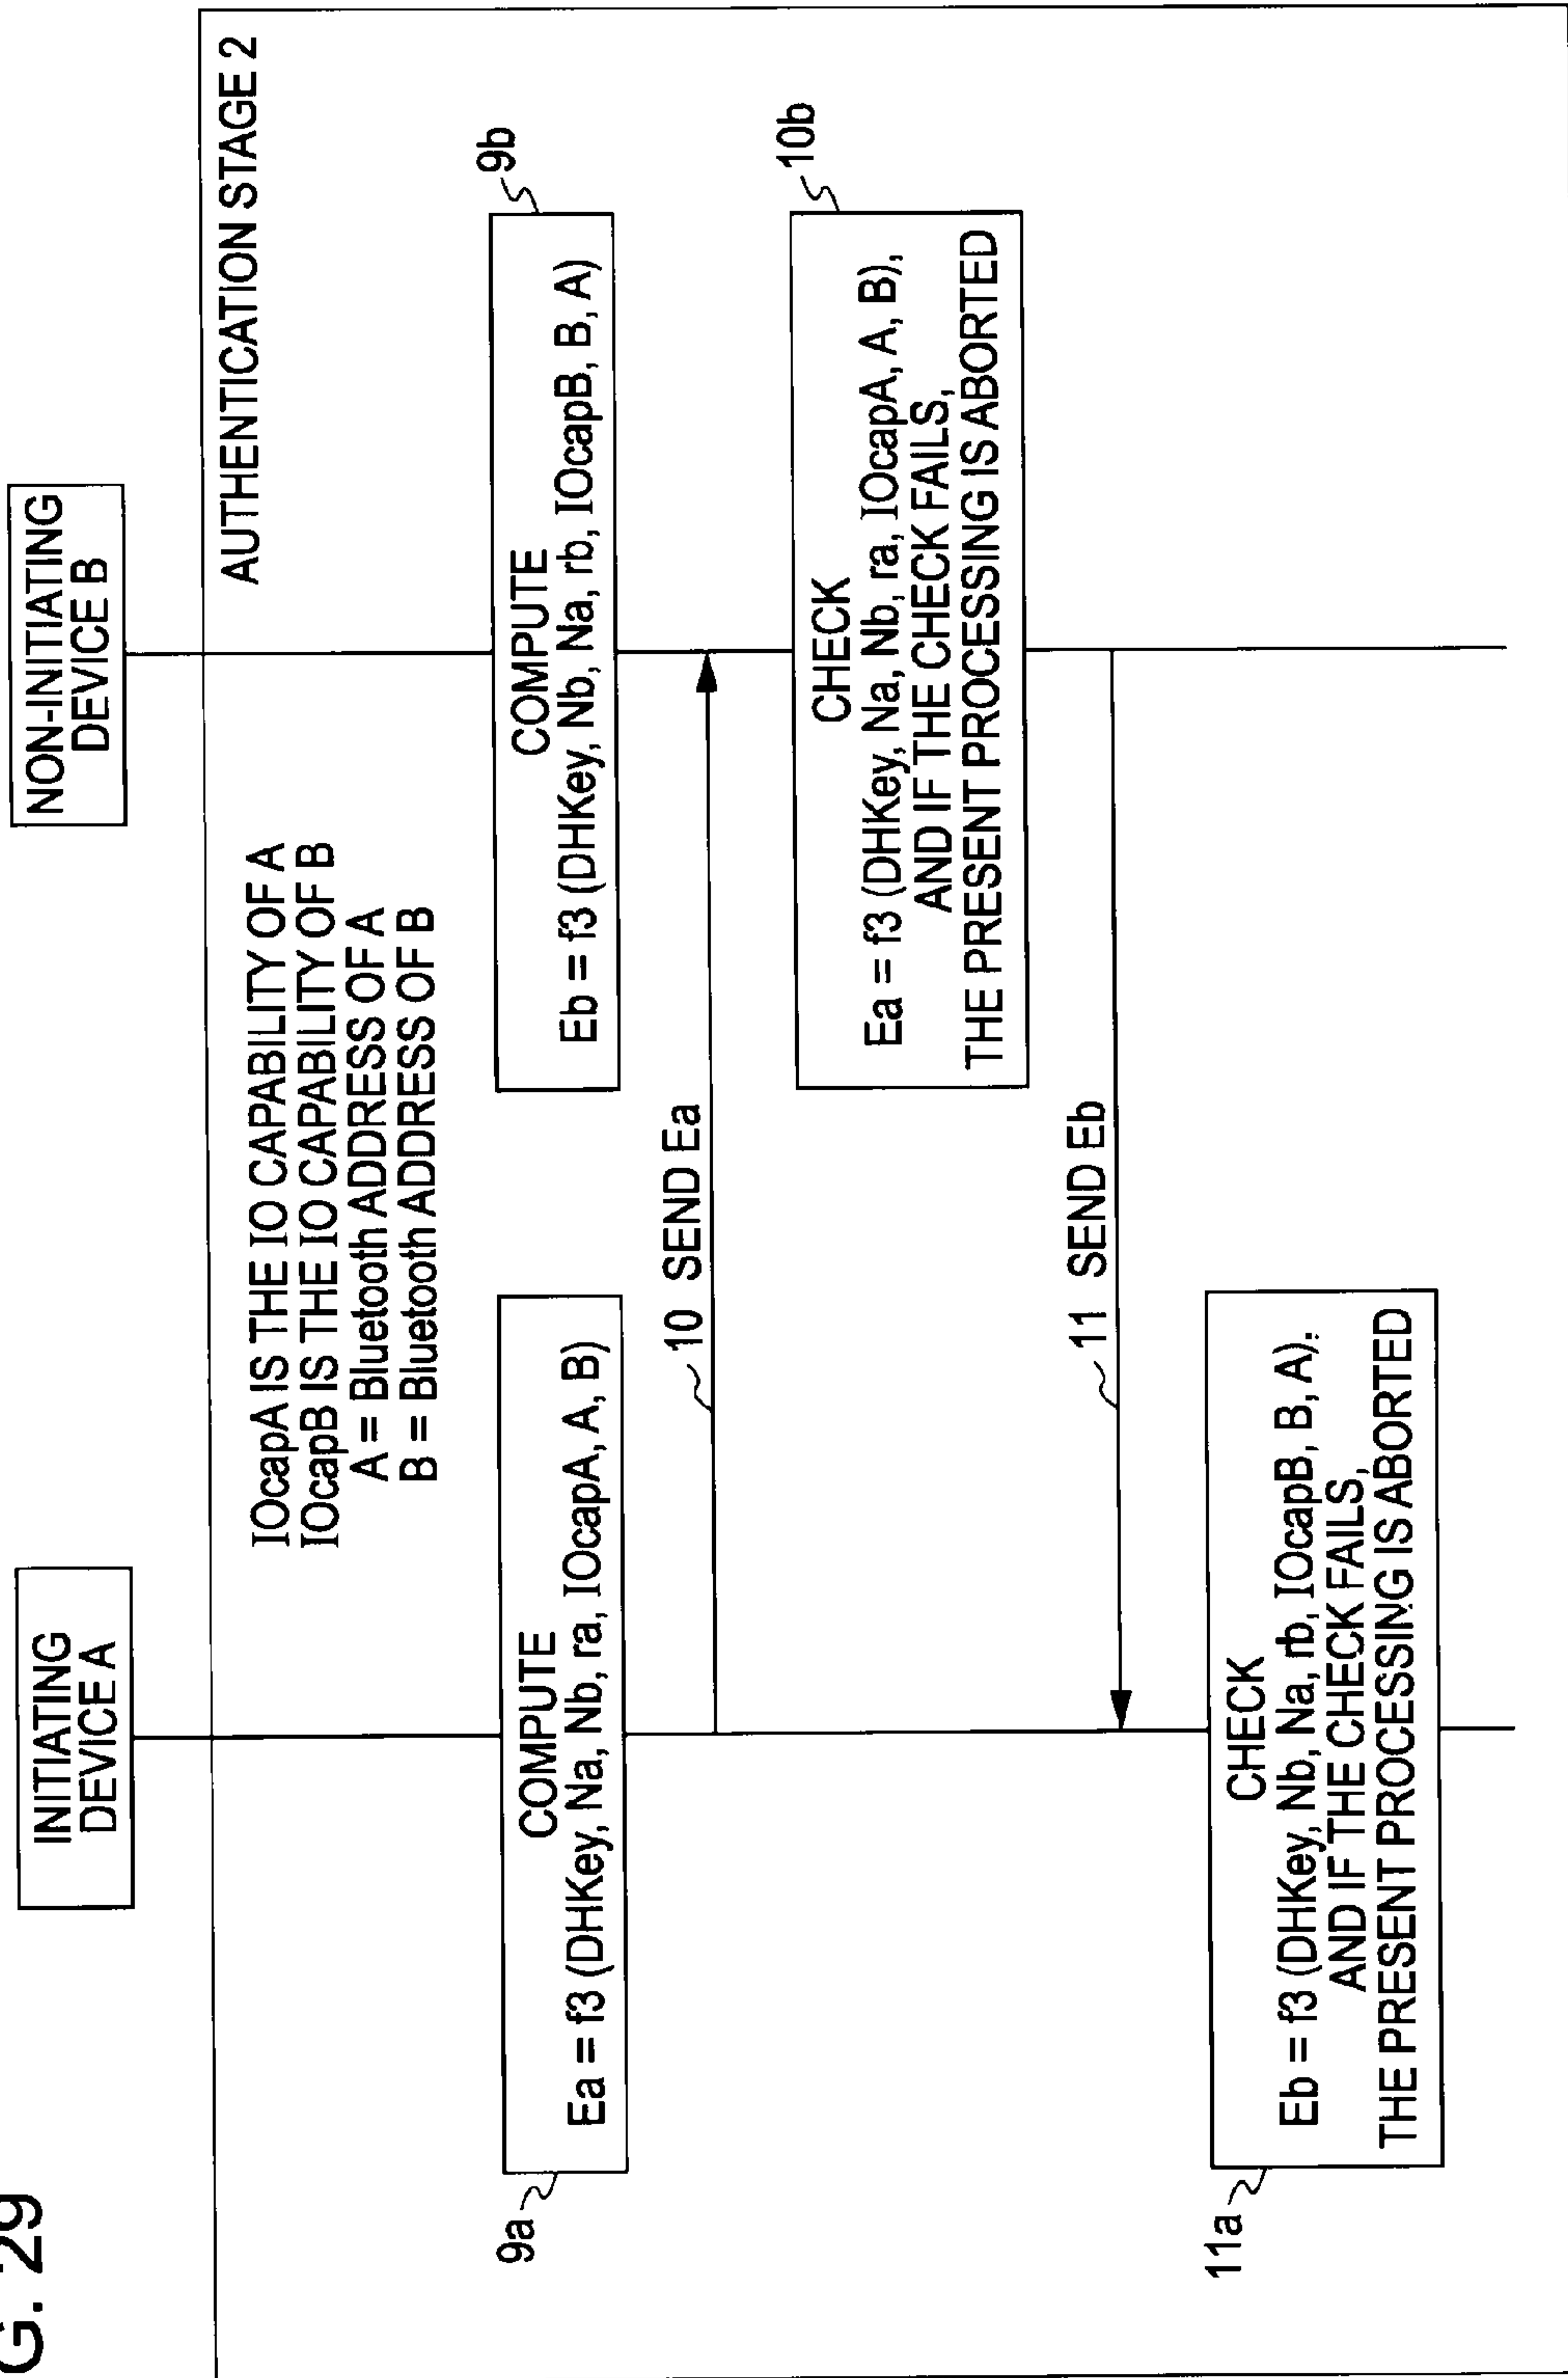 G. 29
INITIATING
DEVICE A
NON-INITIATING
DEVICE B
AUTHENTICATION STAGE 2
IOcapA IS THE IO CAPABILITY OF A
IOcapB IS THE IO CAPABILITY OF B
A = Bluetooth ADDRESS OF A
B = Bluetooth ADDRESS OF B
9a
COMPUTE
Ea = f3 (DHKey, Na, Nb, ra, IOcapA, A, B)
9b
COMPUTE
Eb = f3 (DHKey, Nb, Na, rb, IOcapB, B, A)
10 SEND Ea
10b
CHECK
Ea = f3 (DHKey, Na, Nb, ra, IOcapA, A, B),
AND IF THE CHECK FAILS,
THE PRESENT PROCESSING IS ABORTED
11 SEND Eb
11a
CHECK
Eb = f3 (DHKey, Nb, Na, rb, IOcapB, B, A).
AND IF THE CHECK FAILS,
THE PRESENT PROCESSING IS ABORTED